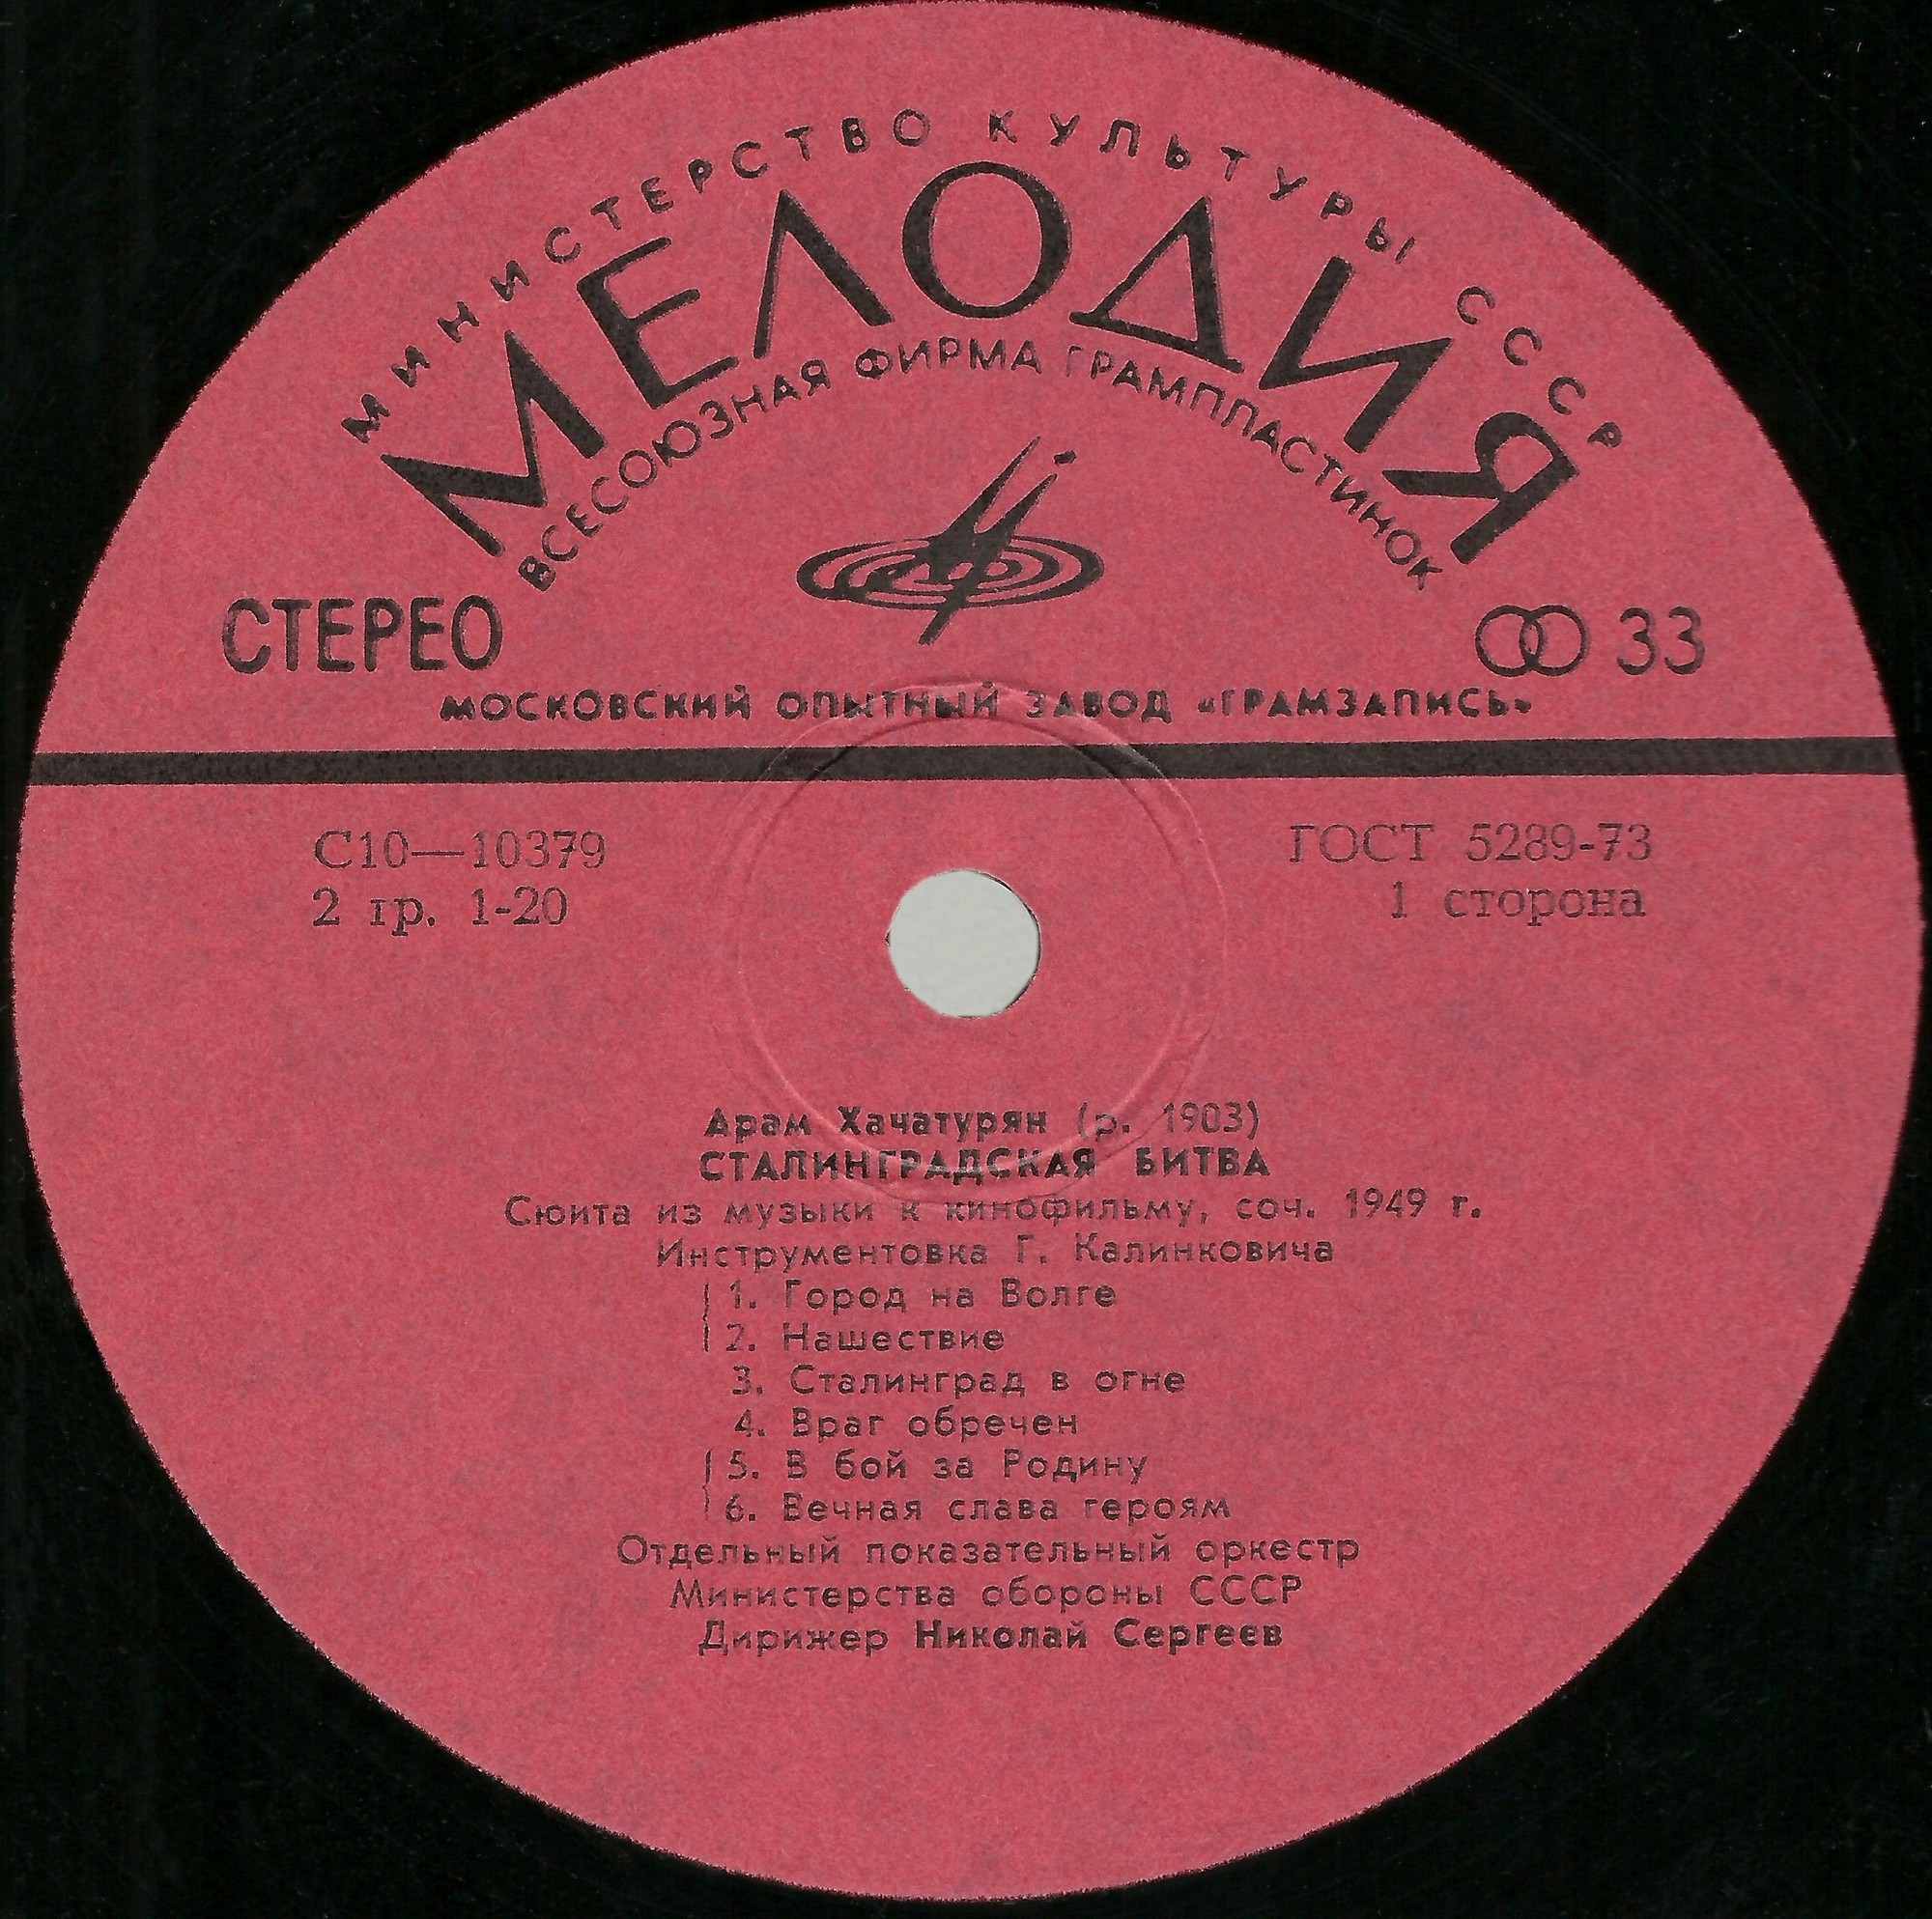 МИНИСТЕРСТВО КУЛЬТУРЫ СССР
МЕЛОДИЯ
ВСЕСОЮЗНАЯ ФИРМА ГРАМПЛАСТИНОК
СТЕРЕО
33
МОСКОВСКИЙ ОПЫТНЫЙ ЗАВОД «ГРАМЗАПИСЬ»
С10—10379
ГОСТ 5289-73
2 гр. 1-20
1 сторона
Арам Хачатурян (р. 1903)
СТАЛИНГРАДСКАЯ БИТВА
Сюита из музыки к кинофильму, соч. 1949 г.
Инструментовка Г. Калинковича
1. Город на Волге
2. Нашествие
3. Сталинград в огне
4. Враг обречен
5. В бой за Родину
6. Вечная слава героям
Отдельный показательный оркестр
Министерства обороны СССР
Дирижер Николай Сергеев